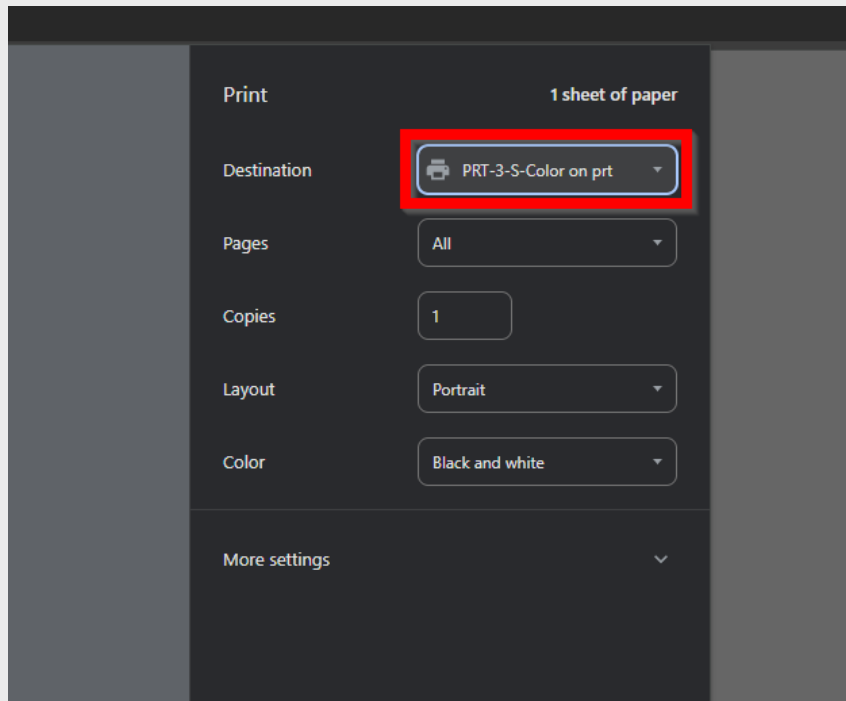 Print 1 sheet of paper
Destination PRT-3-S-Color on prt
Pages All
Copies 1
Layout Portrait
Color Black and white
More settings